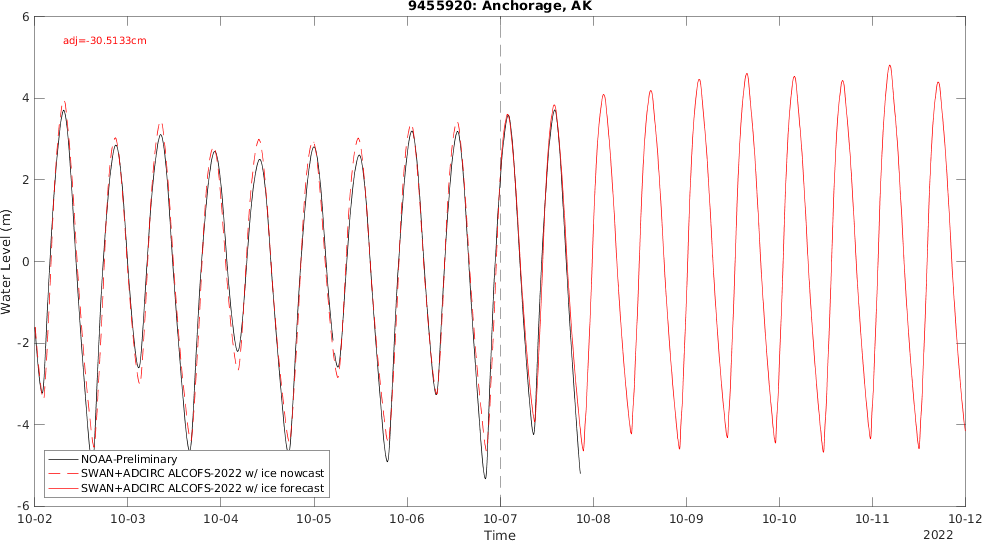 9455920: Anchorage, AK
adj=-30.5133cm
6
4
2
0
-2
-4
-6
Water Level (m)
NOAA-Preliminary
SWAN+ADCIRC ALCOFS-2022 w/ ice nowcast
SWAN+ADCIRC ALCOFS-2022 w/ ice forecast
10-02 10-03 10-04 10-05 10-06 10-07 10-08 10-09 10-10 10-11 10-12
Time
2022